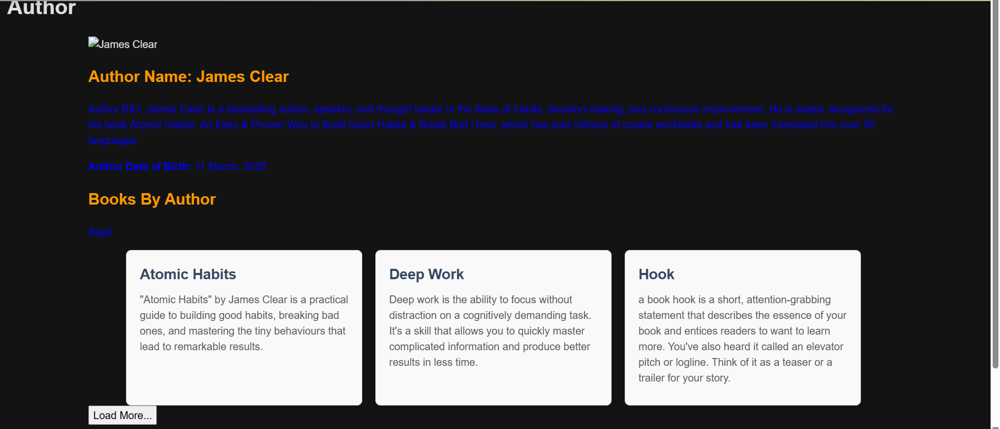 Author
James Clear
Author Name: James Clear
Author BIO: James Clear is a bestselling author, speaker, and thought leader in the fields of habits, decision-making, and continuous improvement. He is widely recognized for
his book Atomic Habits: An Easy & Proven Way to Build Good Habits & Break Bad Ones, which has sold millions of copies worldwide and has been translated into over 50
languages
Author Date of Birth: 11 March, 2025
Books By Author
ikigai
Atomic Habits
"Atomic Habits" by James Clear is a practical
guide to building good habits, breaking bad
ones, and mastering the tiny behaviours that
lead to remarkable results.
Deep Work
Deep work is the ability to focus without
distraction on a cognitively demanding task.
It's a skill that allows you to quickly master
complicated information and produce better
results in less time.
Hook
a book hook is a short, attention-grabbing
statement that describes the essence of your
book and entices readers to want to learn
more. You've also heard it called an elevator
pitch or logline. Think of it as a teaser or a
trailer for your story.
Load More...